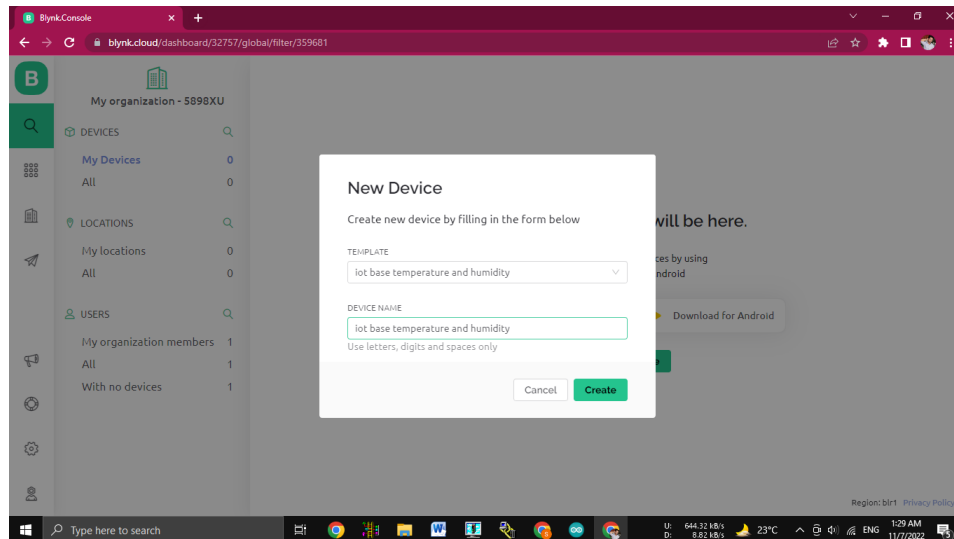 Blynk.Console
blynk.cloud/dashboard/32757/global/filter/359681
B
My organization - 5898XU
DEVICES
My Devices 0
All 0
LOCATIONS
My locations 0
All 0
USERS
My organization members 1
All 1
With no devices 1
New Device
Create new device by filling in the form below
TEMPLATE
iot base temperature and humidity
DEVICE NAME
iot base temperature and humidity
Use letters, digits and spaces only
Cancel Create
will be here.
ces by using
ndroid
Download for Android
Region: blr1 Privacy Policy
Type here to search
U: 644.32 kB/s
D: 8.82 kB/s
23°C
ENG
1:29 AM
11/7/2022
5